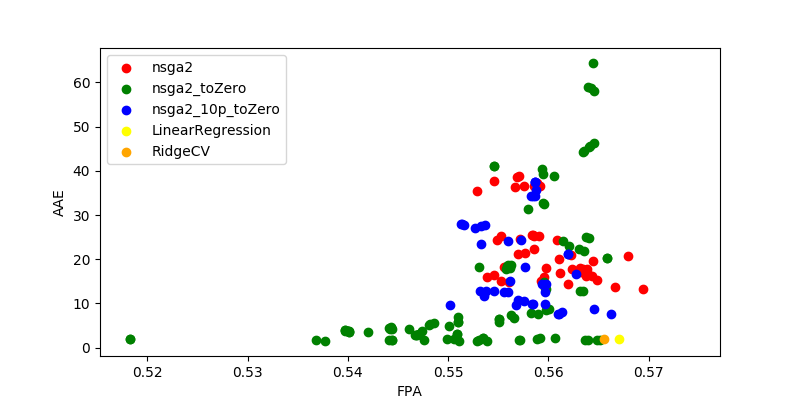 nsga2
nsga2_toZero
nsga2_10p_toZero
LinearRegression
RidgeCV
60
50
40
30
20
10
0
AAE
0.52 0.53 0.54 0.55 0.56 0.57
FPA